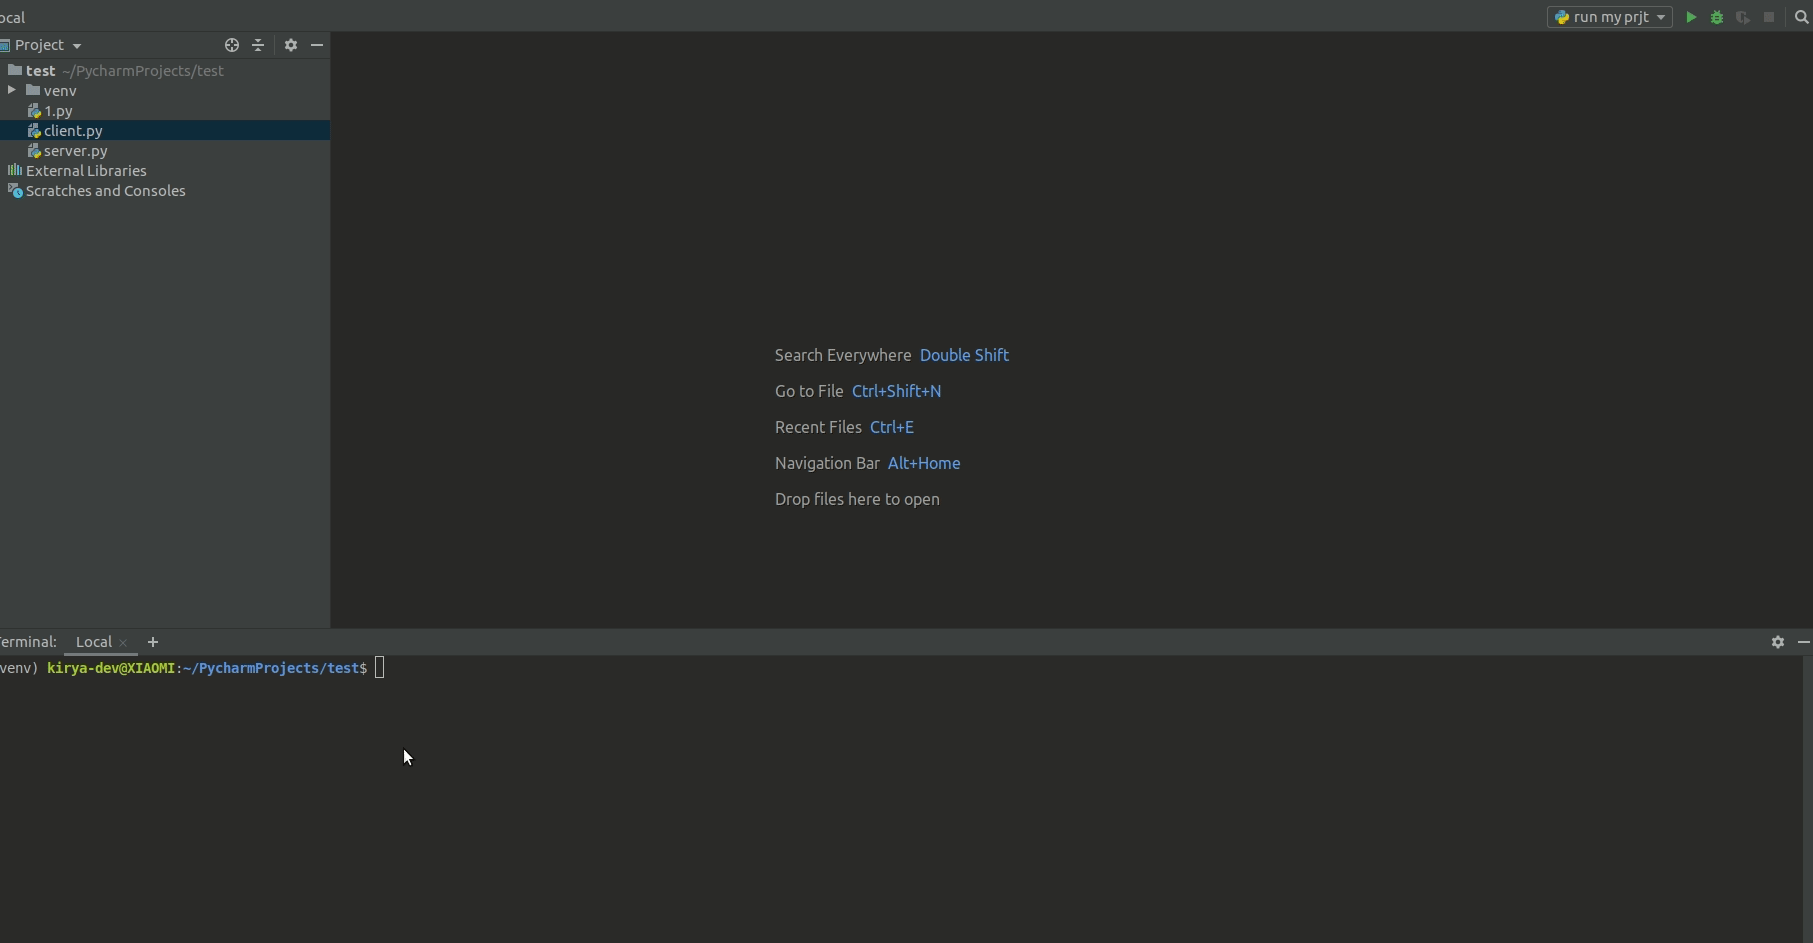 ocal
run my prjt
Project
test ~/PycharmProjects/test
venv
1.py
client.py
server.py
External Libraries
Scratches and Consoles
Search Everywhere Double Shift
Go to File Ctrl+Shift+N
Recent Files Ctrl+E
Navigation Bar Alt+Home
Drop files here to open
erminal: Local × +
venv) kirya-dev@XIAOMI:~/PycharmProjects/test$